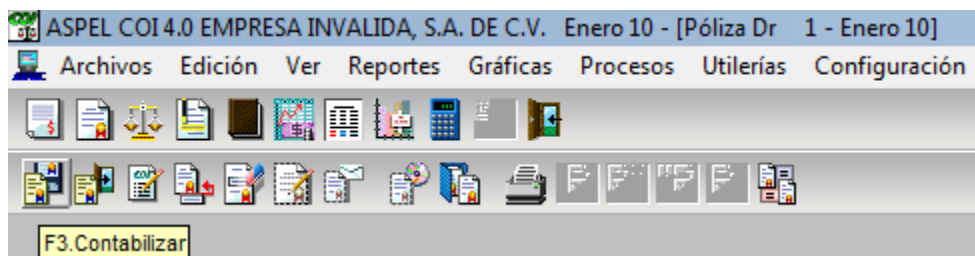 ASPEL COI 4.0 EMPRESA INVALIDA, S.A. DE C.V. Enero 10 - [Póliza Dr 1 - Enero 10]
Archivos Edición Ver Reportes Gráficas Procesos Utilerías Configuración
F3.Contabilizar